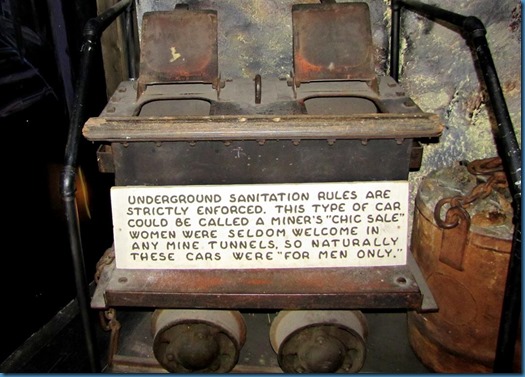 UNDERGROUND SANITATION RULES ARE
STRICTLY ENFORCED. THIS TYPE OF CAR
COULD BE CALLED A MINER'S "CHIC SALE"
WOMEN WERE SELDOM WELCOME IN
ANY MINE TUNNELS, SO NATURALLY
THESE CARS WERE "FOR MEN ONLY."